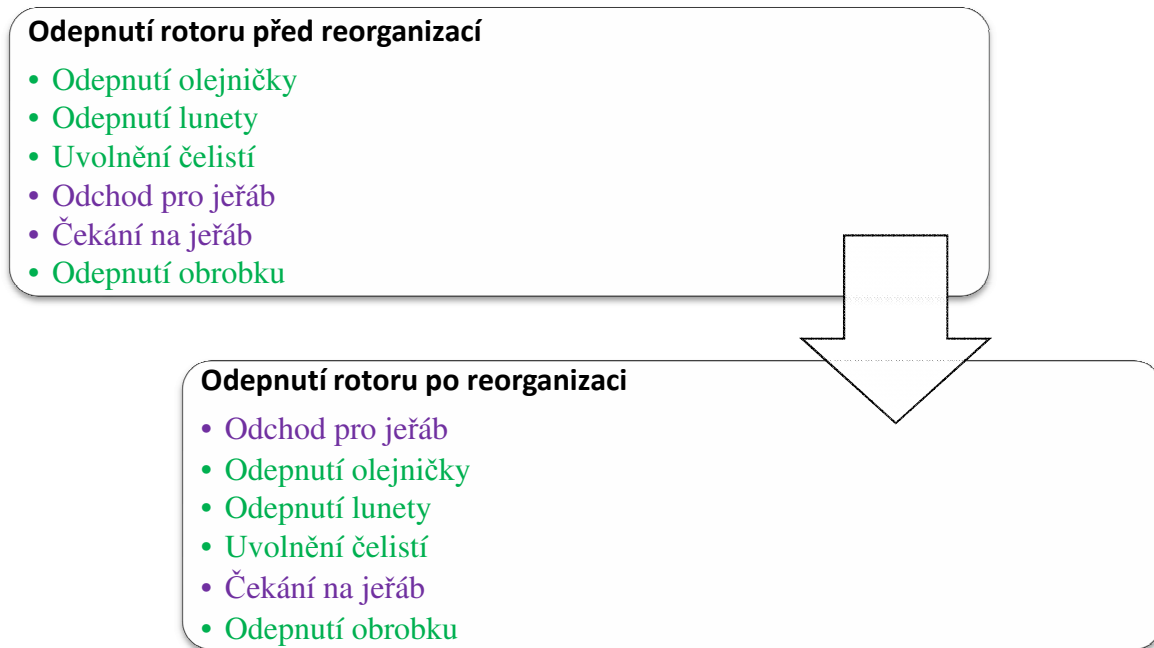 Odepnutí rotoru před reorganizací
• Odepnutí olejničky
• Odepnutí lunety
• Uvolnění čelistí
• Odchod pro jeřáb
• Čekání na jeřáb
• Odepnutí obrobku
Odepnutí rotoru po reorganizaci
• Odchod pro jeřáb
• Odepnutí olejničky
• Odepnutí lunety
• Uvolnění čelistí
• Čekání na jeřáb
• Odepnutí obrobku